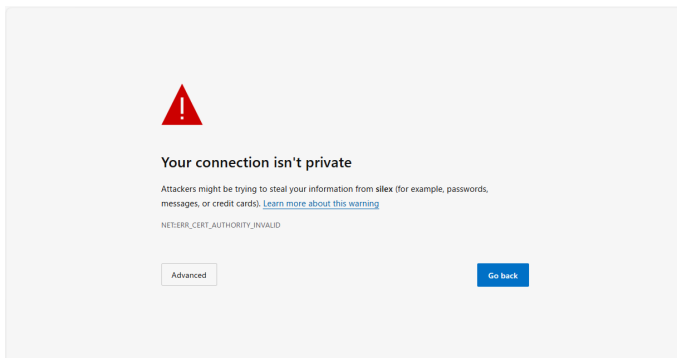 Your connection isn't private
Attackers might be trying to steal your information from silex (for example, passwords,
messages, or credit cards). Learn more about this warning
NET::ERR_CERT_AUTHORITY_INVALID
Advanced
Go back